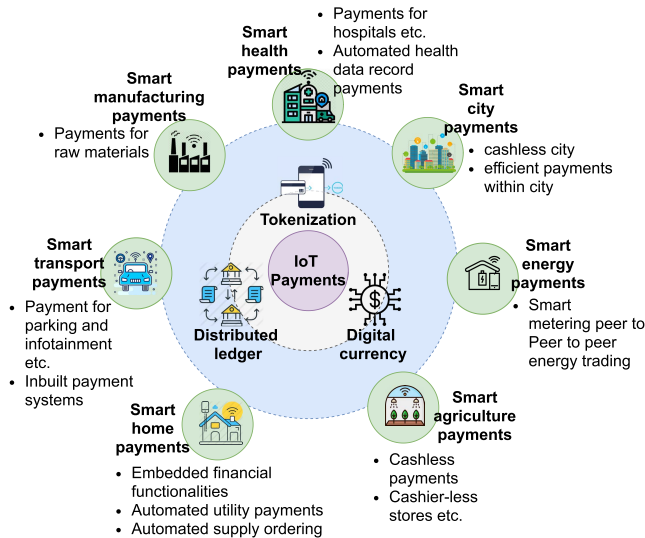 Smart
health
payments
• Payments for
hospitals etc.
• Automated health
data record
payments
Smart
manufacturing
payments
• Payments for
raw materials
Smart
city
payments
• cashless city
• efficient payments
within city
Tokenization
IoT
Payments
Distributed
ledger
Digital
currency
Smart
transport
payments
• Payment for
parking and
infotainment
etc.
• Inbuilt payment
systems
Smart
energy
payments
• Smart
metering peer to
Peer to peer
energy trading
Smart
home
payments
• Embedded financial
functionalities
• Automated utility payments
• Automated supply ordering
Smart
agriculture
payments
• Cashless
payments
• Cashier-less
stores etc.